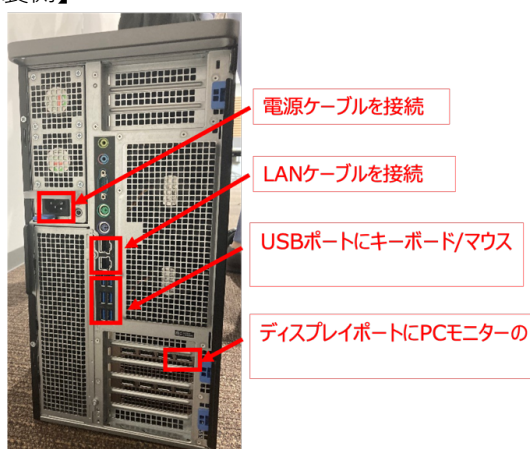 裏側】
電源ケーブルを接続
LANケーブルを接続
USBポートにキーボード/マウス
ディスプレイポートにPCモニターの